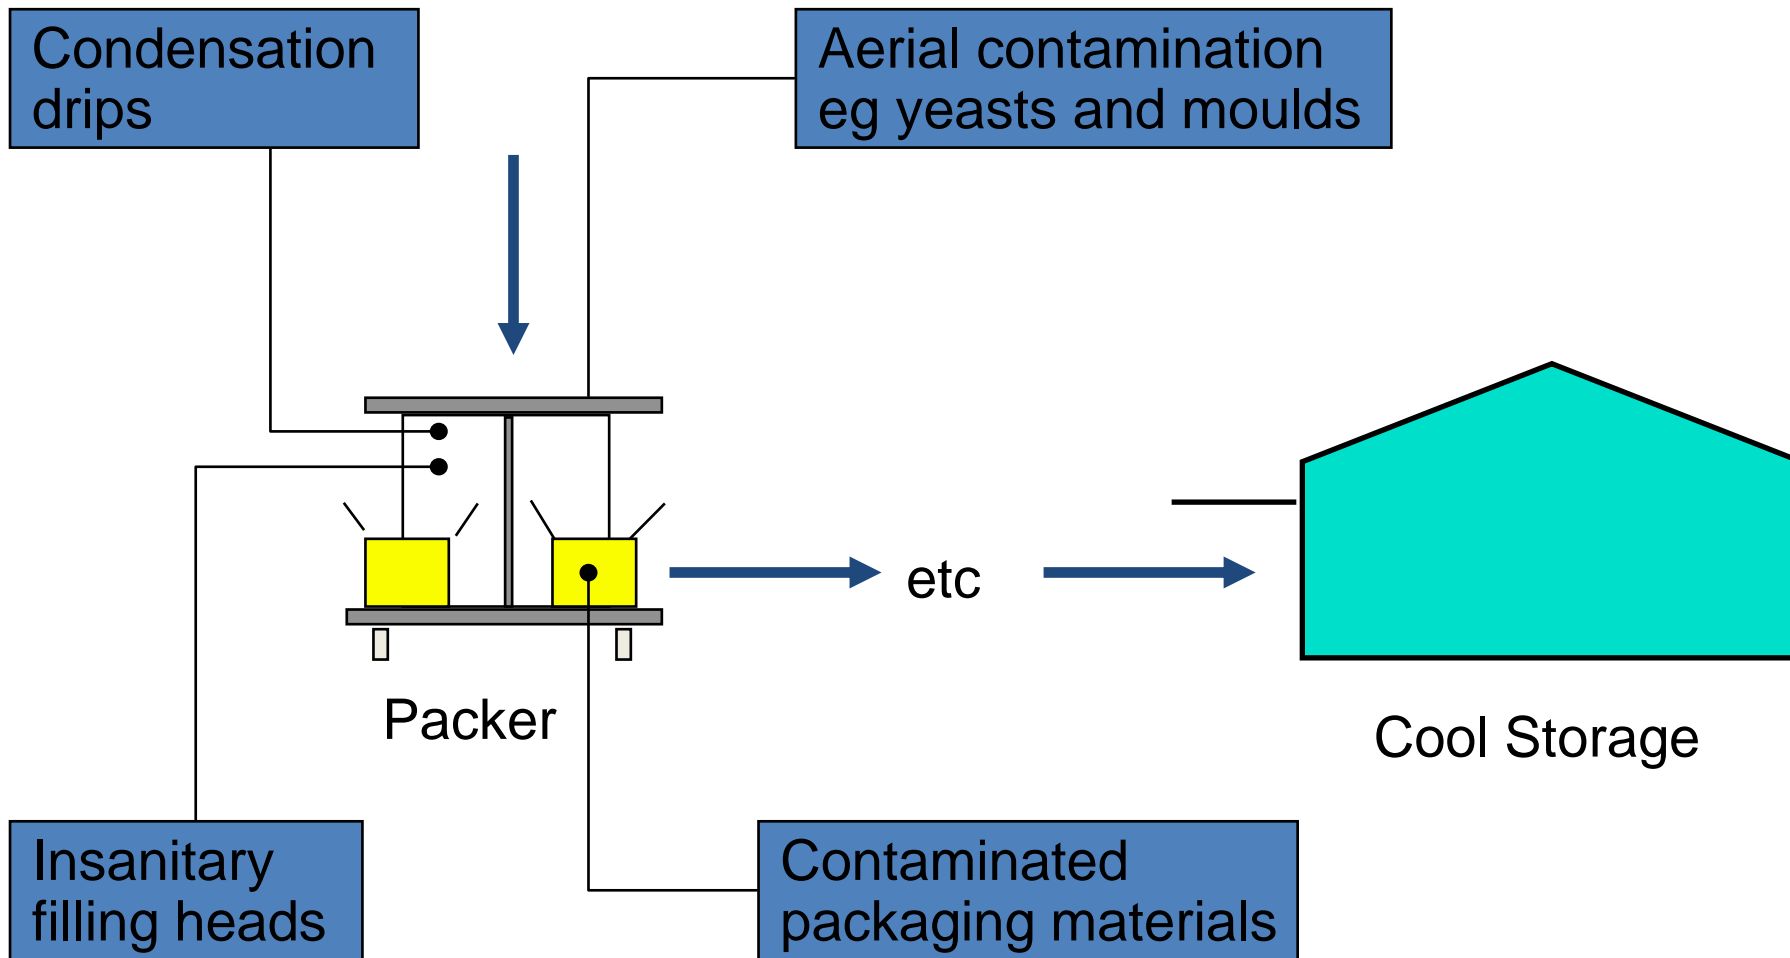 Condensation
drips
Aerial contamination
eg yeasts and moulds
etc
Packer
Cool Storage
Insanitary
filling heads
Contaminated
packaging materials